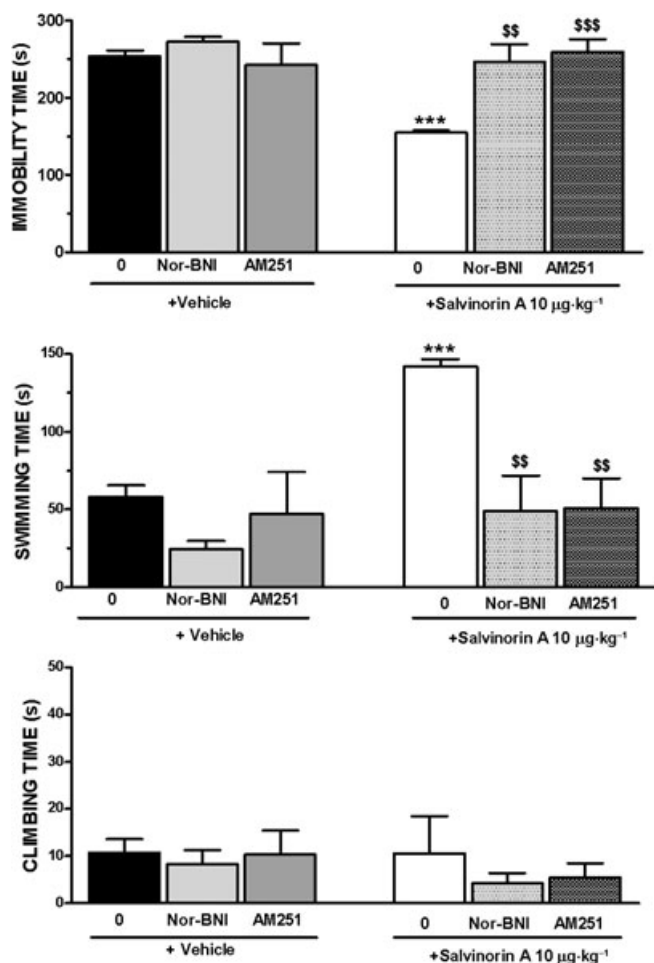 IMMOBILITY TIME (s)
300
200
100
0
***
$$
$$$
0 Nor-BNI AM251 0 Nor-BNI AM251
+Vehicle +Salvinorin A 10 µg·kg⁻¹
SWIMMING TIME (s)
150
100
50
0
***
$$
$$
0 Nor-BNI AM251 0 Nor-BNI AM251
+ Vehicle +Salvinorin A 10 µg·kg⁻¹
CLIMBING TIME (s)
50
40
30
20
10
0
0 Nor-BNI AM251 0 Nor-BNI AM251
+ Vehicle +Salvinorin A 10 µg·kg⁻¹